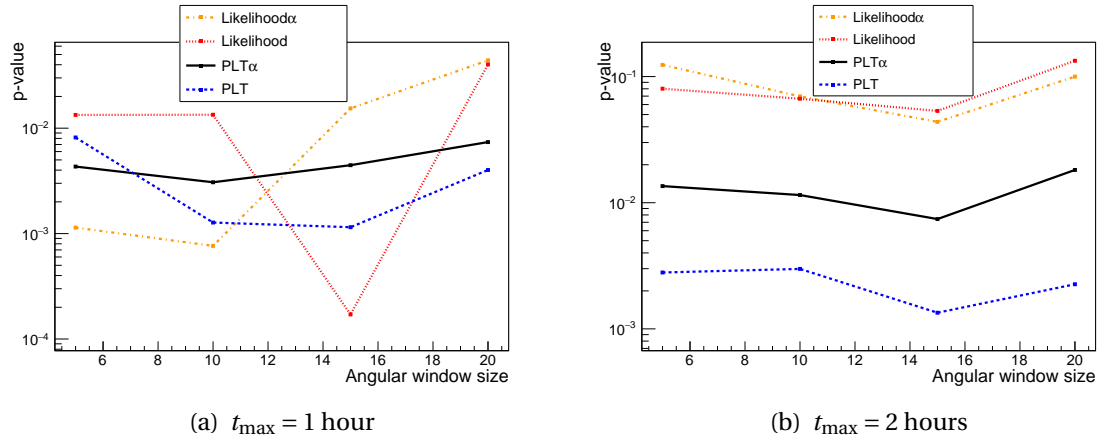 Likelihoodα
Likelihood
PLTα
PLT
p-value
10⁻²
10⁻³
10⁻⁴
6 8 10 12 14 16 18 20
Angular window size
(a) t_max = 1 hour
Likelihoodα
Likelihood
PLTα
PLT
p-value
10⁻¹
10⁻²
10⁻³
6 8 10 12 14 16 18 20
Angular window size
(b) t_max = 2 hours